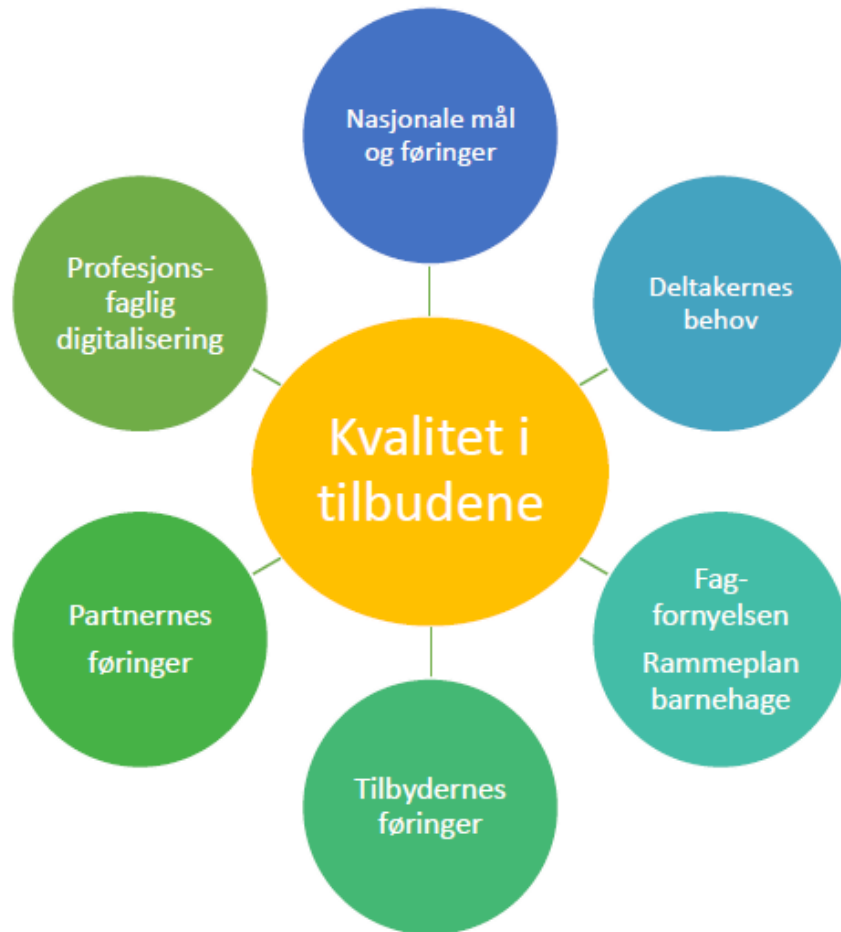 Nasjonale mål
og føringer
Profesjons-
faglig
digitalisering
Deltakernes
behov
Kvalitet i
tilbudene
Partnernes
føringer
Fag-
fornyelsen
Rammeplan
barnehage
Tilbydernes
føringer